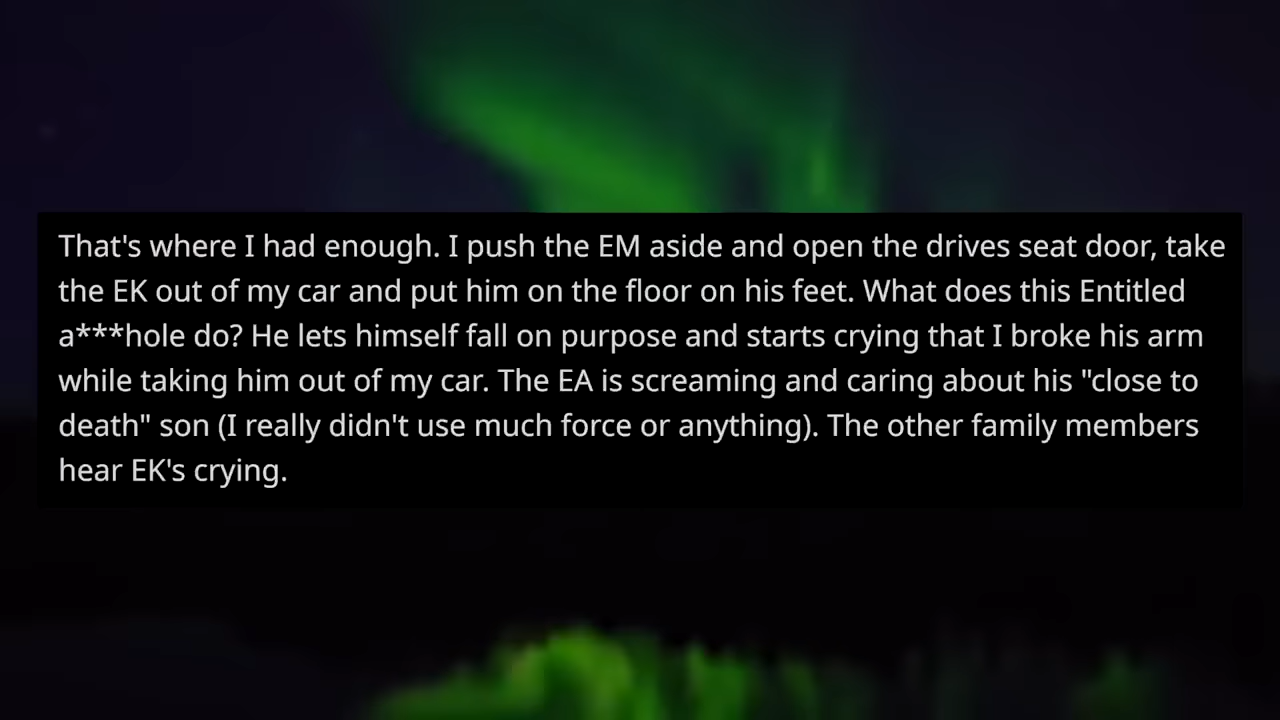 That's where I had enough. I push the EM aside and open the drives seat door, take
the EK out of my car and put him on the floor on his feet. What does this Entitled
a***hole do? He lets himself fall on purpose and starts crying that I broke his arm
while taking him out of my car. The EA is screaming and caring about his "close to
death" son (I really didn't use much force or anything). The other family members
hear EK's crying.